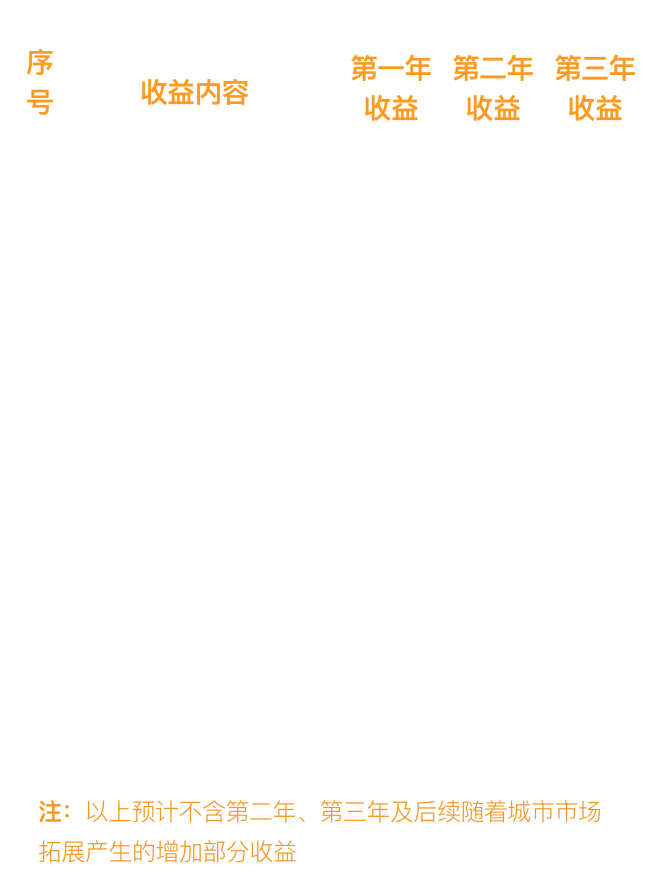 序号
收益内容
第一年收益
第二年收益
第三年收益
注：以上预计不含第二年、第三年及后续随着城市市场
拓展产生的增加部分收益